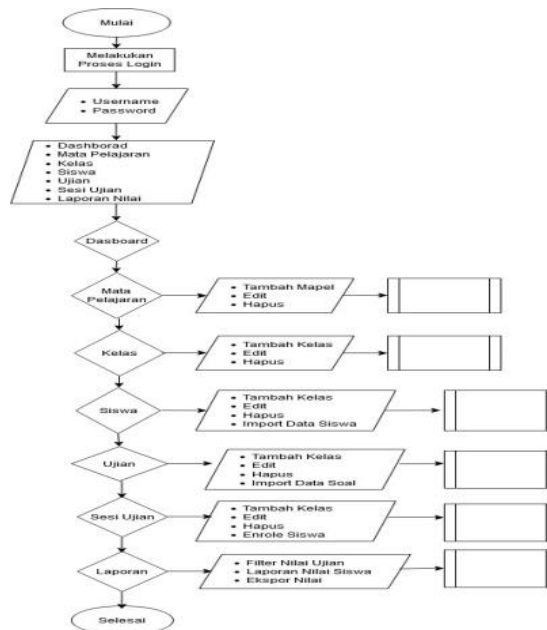 Mulai
Melakukan
Proses Login
• Username
• Password
• Dashborad
• Mata Pelajaran
• Kelas
• Siswa
• Ujian
• Sesi Ujian
• Laporan Nilai
Dasboard
Mata
Pelajaran
• Tambah Mapel
• Edit
• Hapus
Kelas
• Tambah Kelas
• Edit
• Hapus
Siswa
• Tambah Kelas
• Edit
• Hapus
• Import Data Siswa
Ujian
• Tambah Kelas
• Edit
• Hapus
• Import Data Soal
Sesi Ujian
• Tambah Kelas
• Edit
• Hapus
• Enrole Siswa
Laporan
• Filter Nilai Ujian
• Laporan Nilai Siswa
• Ekspor Nilai
Selesai